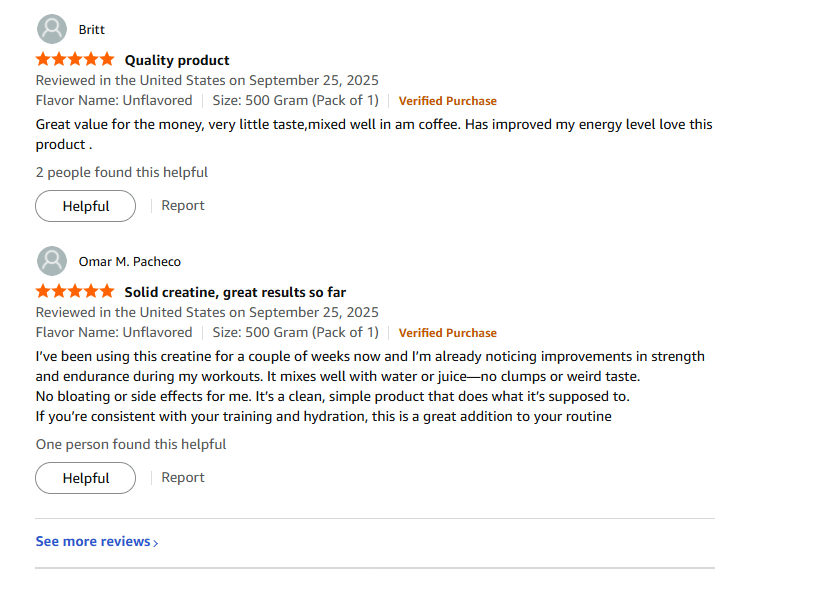 Britt
Quality product
Reviewed in the United States on September 25, 2025
Flavor Name: Unflavored | Size: 500 Gram (Pack of 1) | Verified Purchase
Great value for the money, very little taste,mixed well in am coffee. Has improved my energy level love this
product .
2 people found this helpful
Helpful | Report
Omar M. Pacheco
Solid creatine, great results so far
Reviewed in the United States on September 25, 2025
Flavor Name: Unflavored | Size: 500 Gram (Pack of 1) | Verified Purchase
I’ve been using this creatine for a couple of weeks now and I’m already noticing improvements in strength
and endurance during my workouts. It mixes well with water or juice—no clumps or weird taste.
No bloating or side effects for me. It’s a clean, simple product that does what it’s supposed to.
If you’re consistent with your training and hydration, this is a great addition to your routine
One person found this helpful
Helpful | Report
See more reviews ›